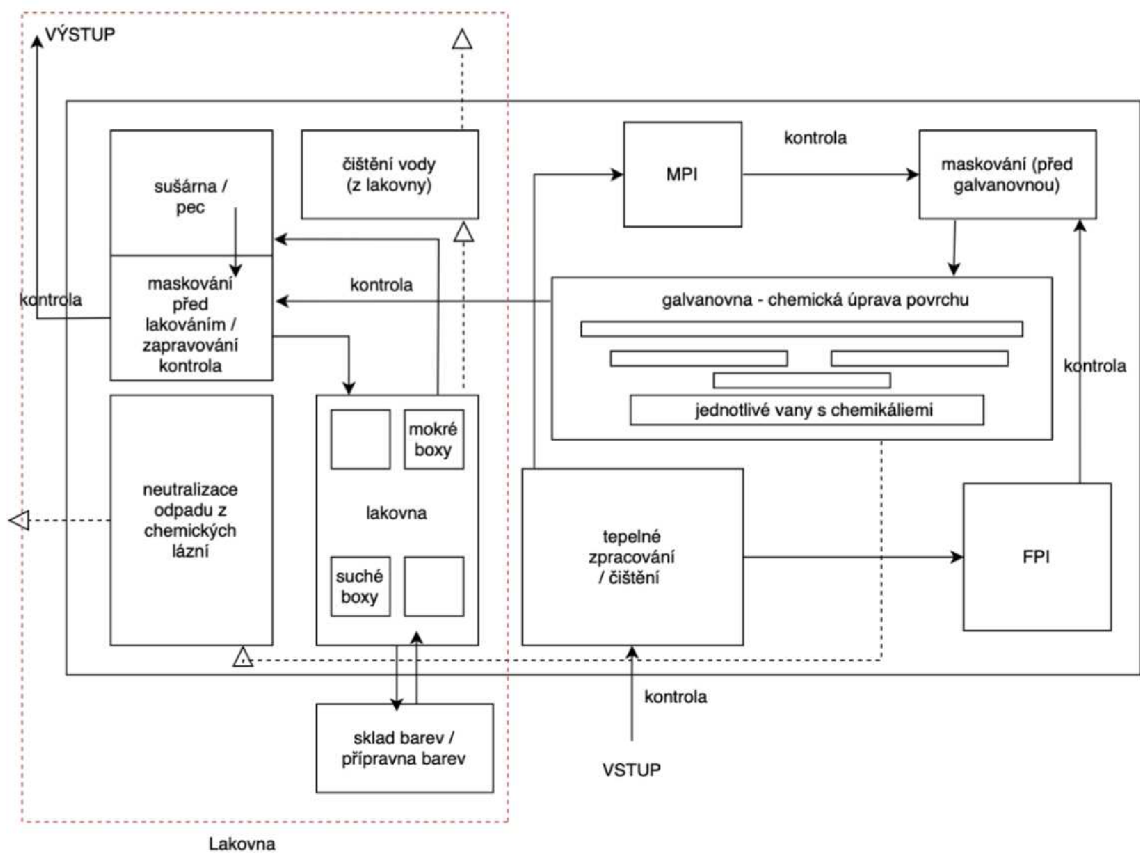 VÝSTUP
sušárna /
pec
čištění vody
(z lakovny)
MPI
kontrola
maskování (před
galvanovnou)
kontrola
maskování
před
lakováním /
zapravování
kontrola
kontrola
galvanovna - chemická úprava povrchu
jednotlivé vany s chemikáliemi
kontrola
neutralizace
odpadu z
chemických
lázní
mokré
boxy
lakovna
suché
boxy
tepelné
zpracování
/ čištění
FPI
sklad barev /
přípravna barev
kontrola
VSTUP
Lakovna